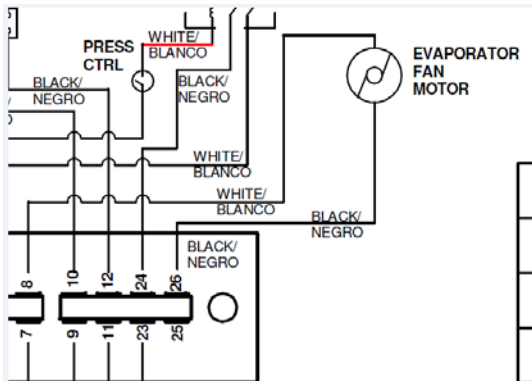 WHITE/
BLANCO
PRESS
CTRL
EVAPORATOR
FAN
MOTOR
BLACK/
NEGRO
BLACK/
NEGRO
WHITE/
BLANCO
WHITE/
BLANCO
BLACK/
NEGRO
BLACK/
NEGRO
8
10
12
24
26
7
9
11
23
25